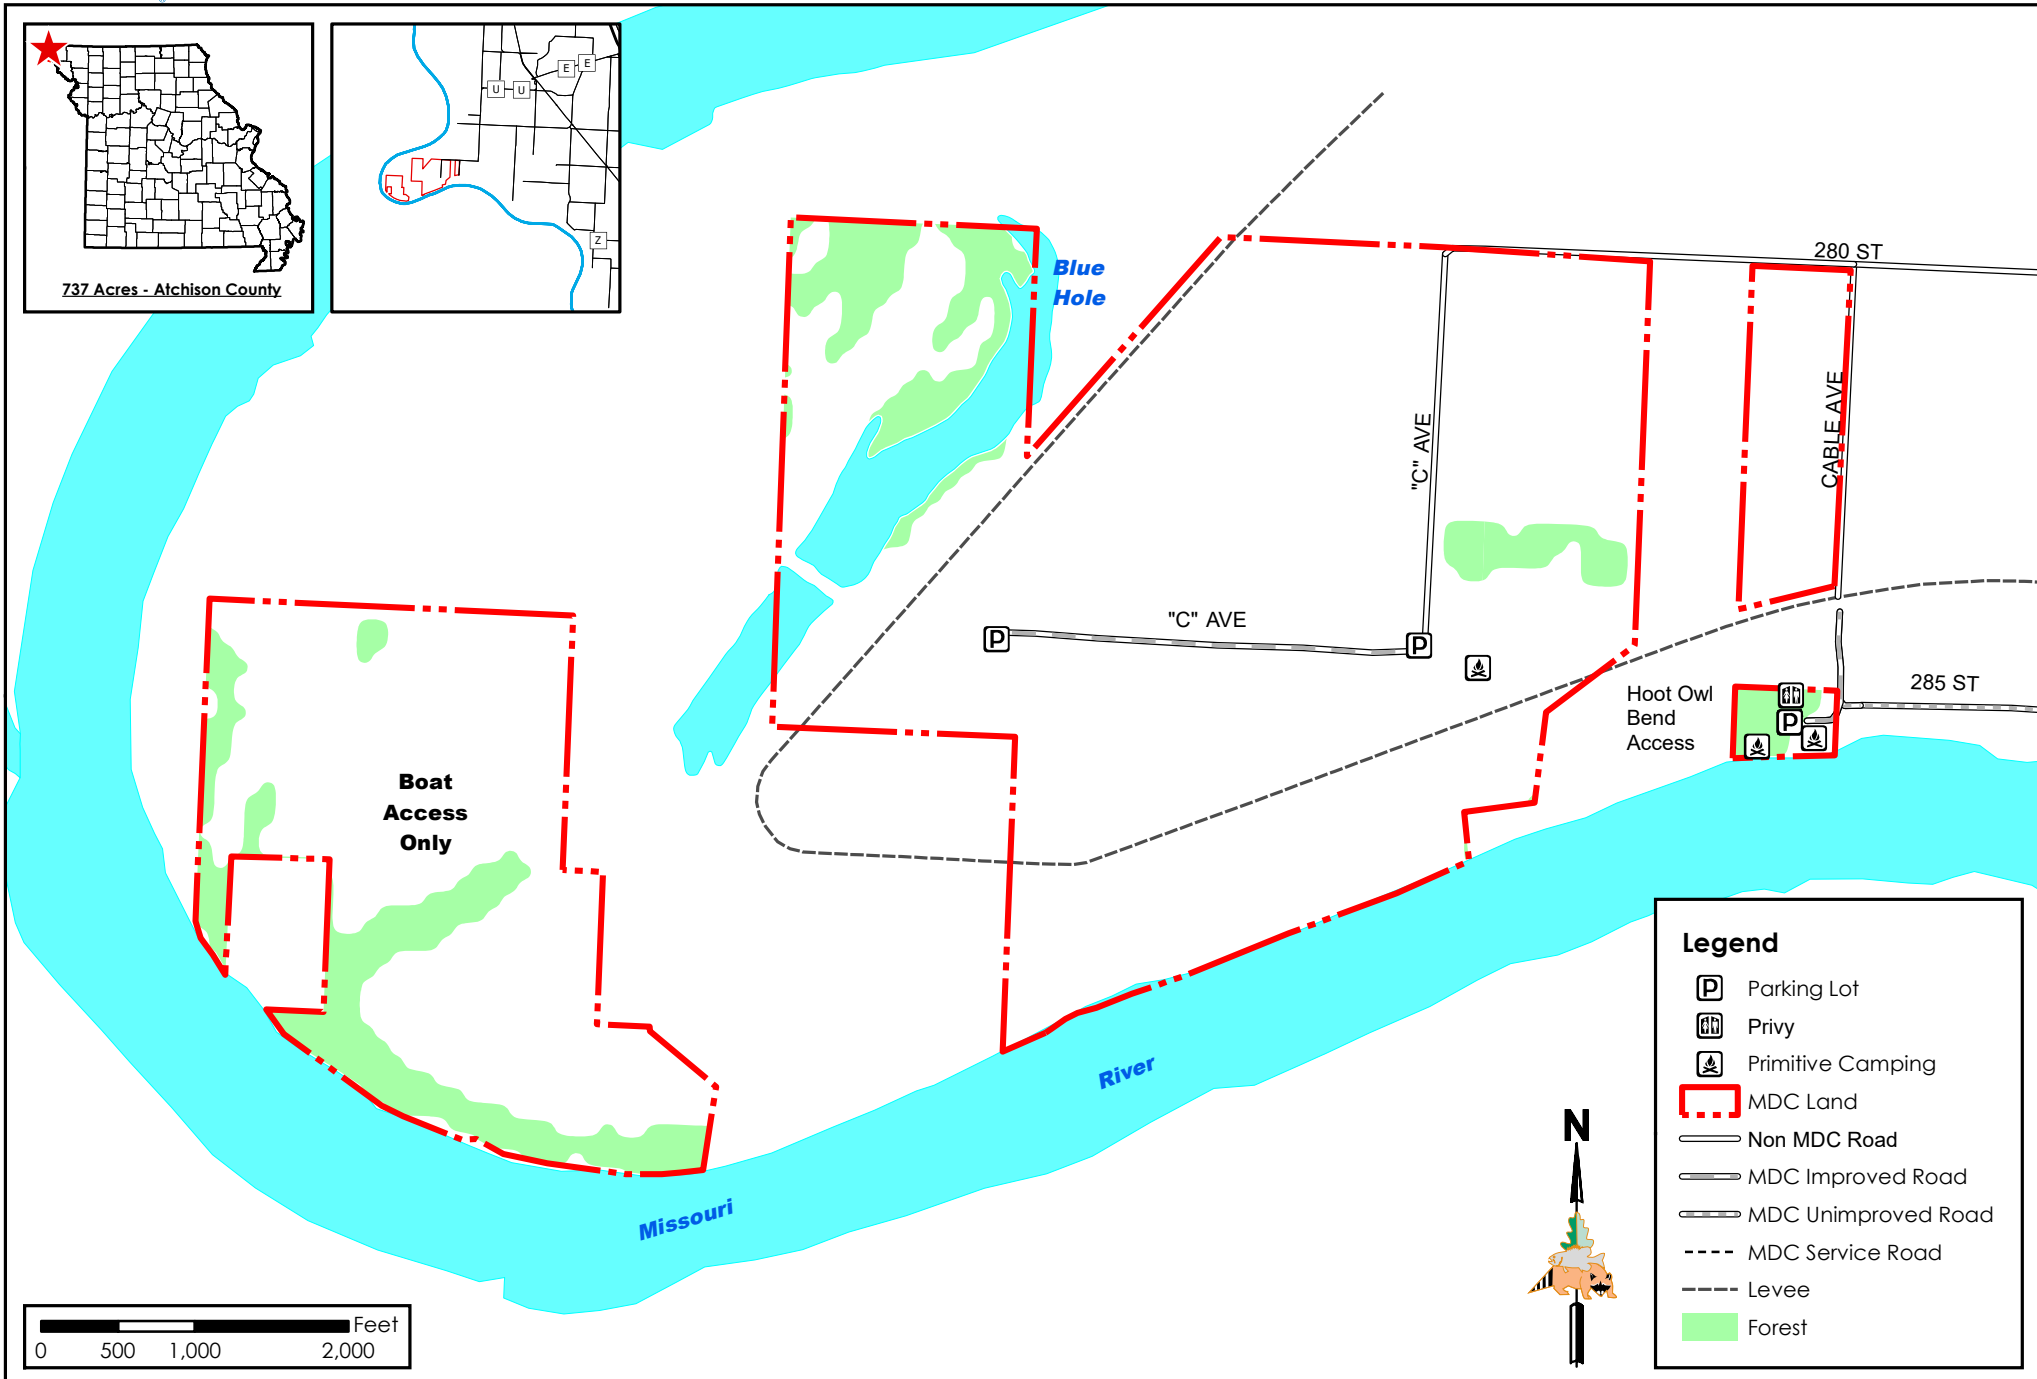 737 Acres - Atchison County
U
U
E
E
Z
Blue
Hole
280 ST
"C" AVE
CABLE AVE
"C" AVE
P
P
Hoot Owl
Bend
Access
P
285 ST
Boat
Access
Only
River
Missouri
N
0 500 1,000 2,000
Feet
Legend
P Parking Lot
Privy
Primitive Camping
MDC Land
Non MDC Road
MDC Improved Road
MDC Unimproved Road
MDC Service Road
Levee
Forest